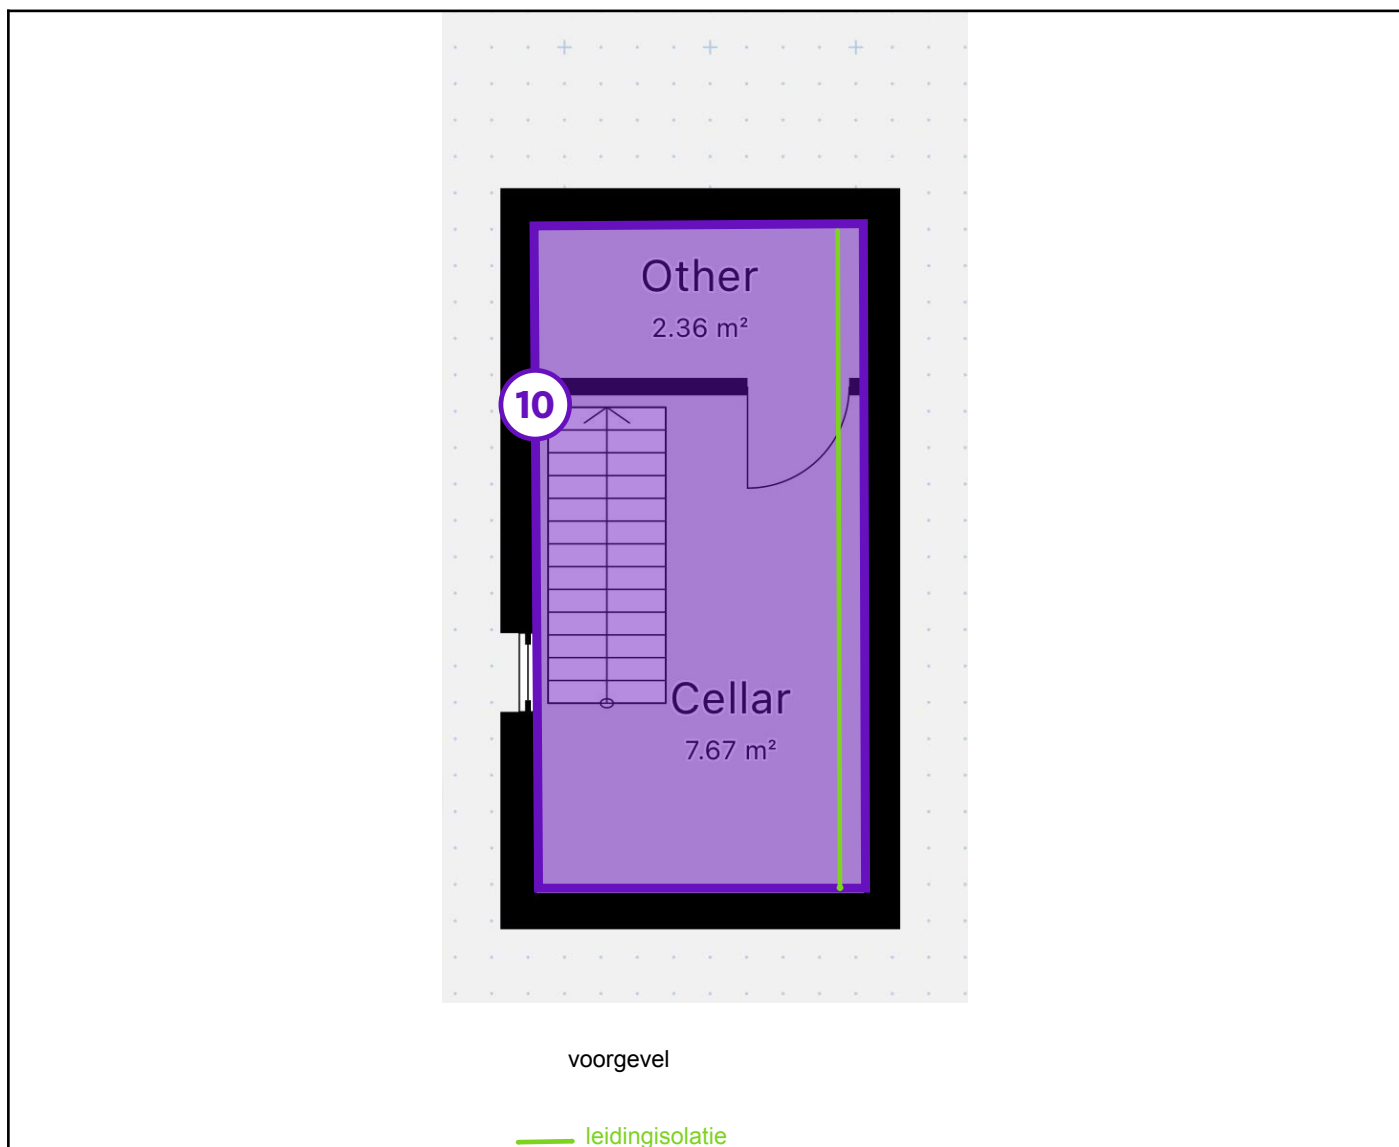 Other
2.36 m²
10
Cellar
7.67 m²
voorgevel
leidingisolatie